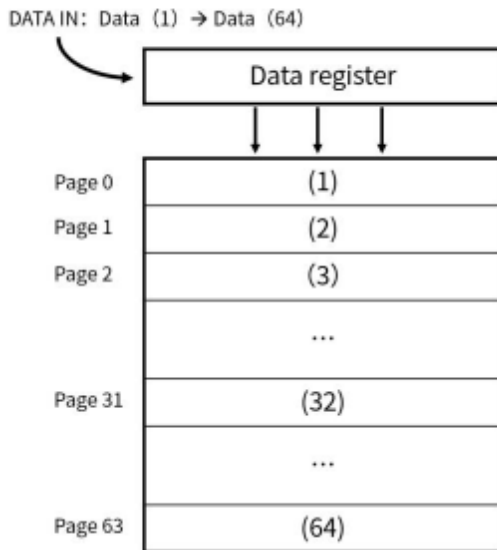 DATA IN: Data (1) → Data (64)
Data register
Page 0 (1)
Page 1 (2)
Page 2 (3)
...
Page 31 (32)
...
Page 63 (64)